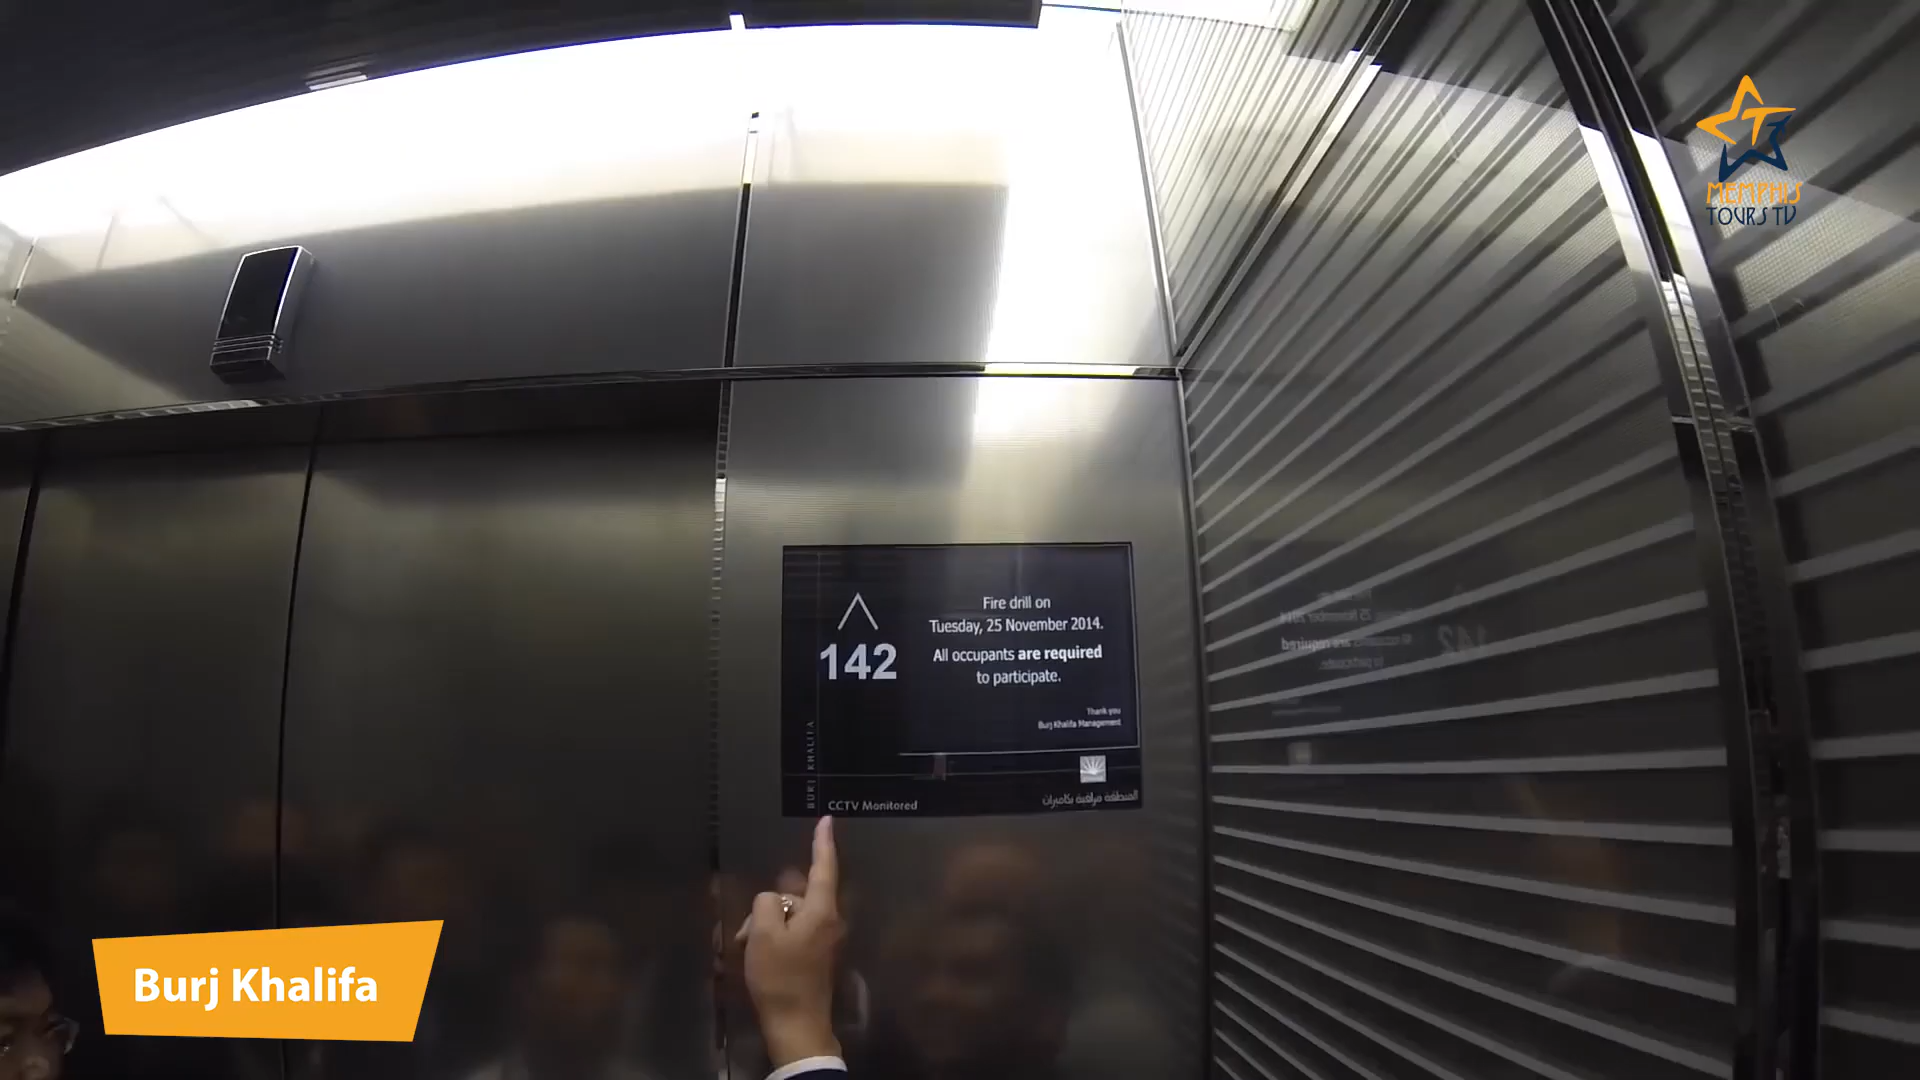 MEMPHIS
TOURS TV
Fire drill on
Tuesday, 25 November 2014.
142
All occupants are required
to participate.
Thank you
Burj Khalifa Management
BURJ KHALIFA
CCTV Monitored
المنطقة مراقبة بكاميرات
Burj Khalifa